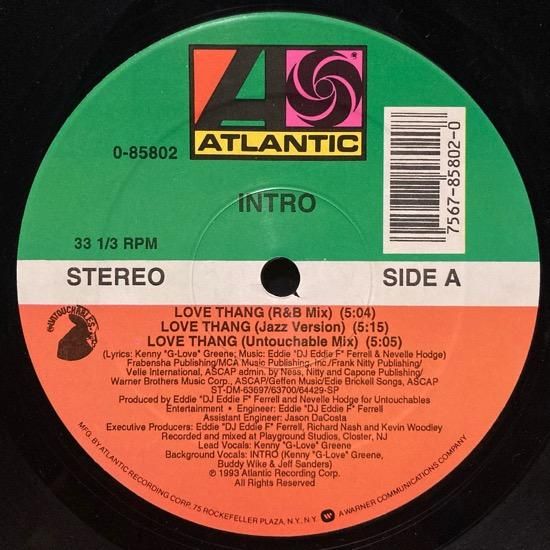 ATLANTIC
0-85802
7567-85802-0
INTRO
33 1/3 RPM
STEREO
SIDE A
UNTOUCHABLES, INC.
LOVE THANG (R&B Mix) (5:04)
LOVE THANG (Jazz Version) (5:15)
LOVE THANG (Untouchable Mix) (5:05)
(Lyrics: Kenny "G-Love" Greene; Music: Eddie "DJ Eddie F" Ferrell & Nevelle Hodge)
Frabensha Publishing/MCA Music Publishing, Inc./Frank Nitty Publishing/
Velle International, ASCAP admin. by Ness, Nitty and Capone Publishing/
Warner Brothers Music Corp., ASCAP/Geffen Music/Edie Brickell Songs, ASCAP
ST-DM-63697/63700/64429-SP
Produced by Eddie "DJ Eddie F" Ferrell and Nevelle Hodge for Untouchables
Entertainment • Engineer: Eddie "DJ Eddie F" Ferrell
Assistant Engineer: Jason DaCosta
Executive Producers: Eddie "DJ Eddie F" Ferrell, Richard Nash and Kevin Woodley
Recorded and mixed at Playground Studios, Closter, NJ
Lead Vocals: Kenny "G-Love" Greene
Background Vocals: INTRO (Kenny "G-Love" Greene,
Buddy Wike & Jeff Sanders)
℗ © 1993 Atlantic Recording Corp.
All Rights Reserved
MFG. BY ATLANTIC RECORDING CORP. 75 ROCKEFELLER PLAZA, N.Y., N.Y. A WARNER COMMUNICATIONS COMPANY